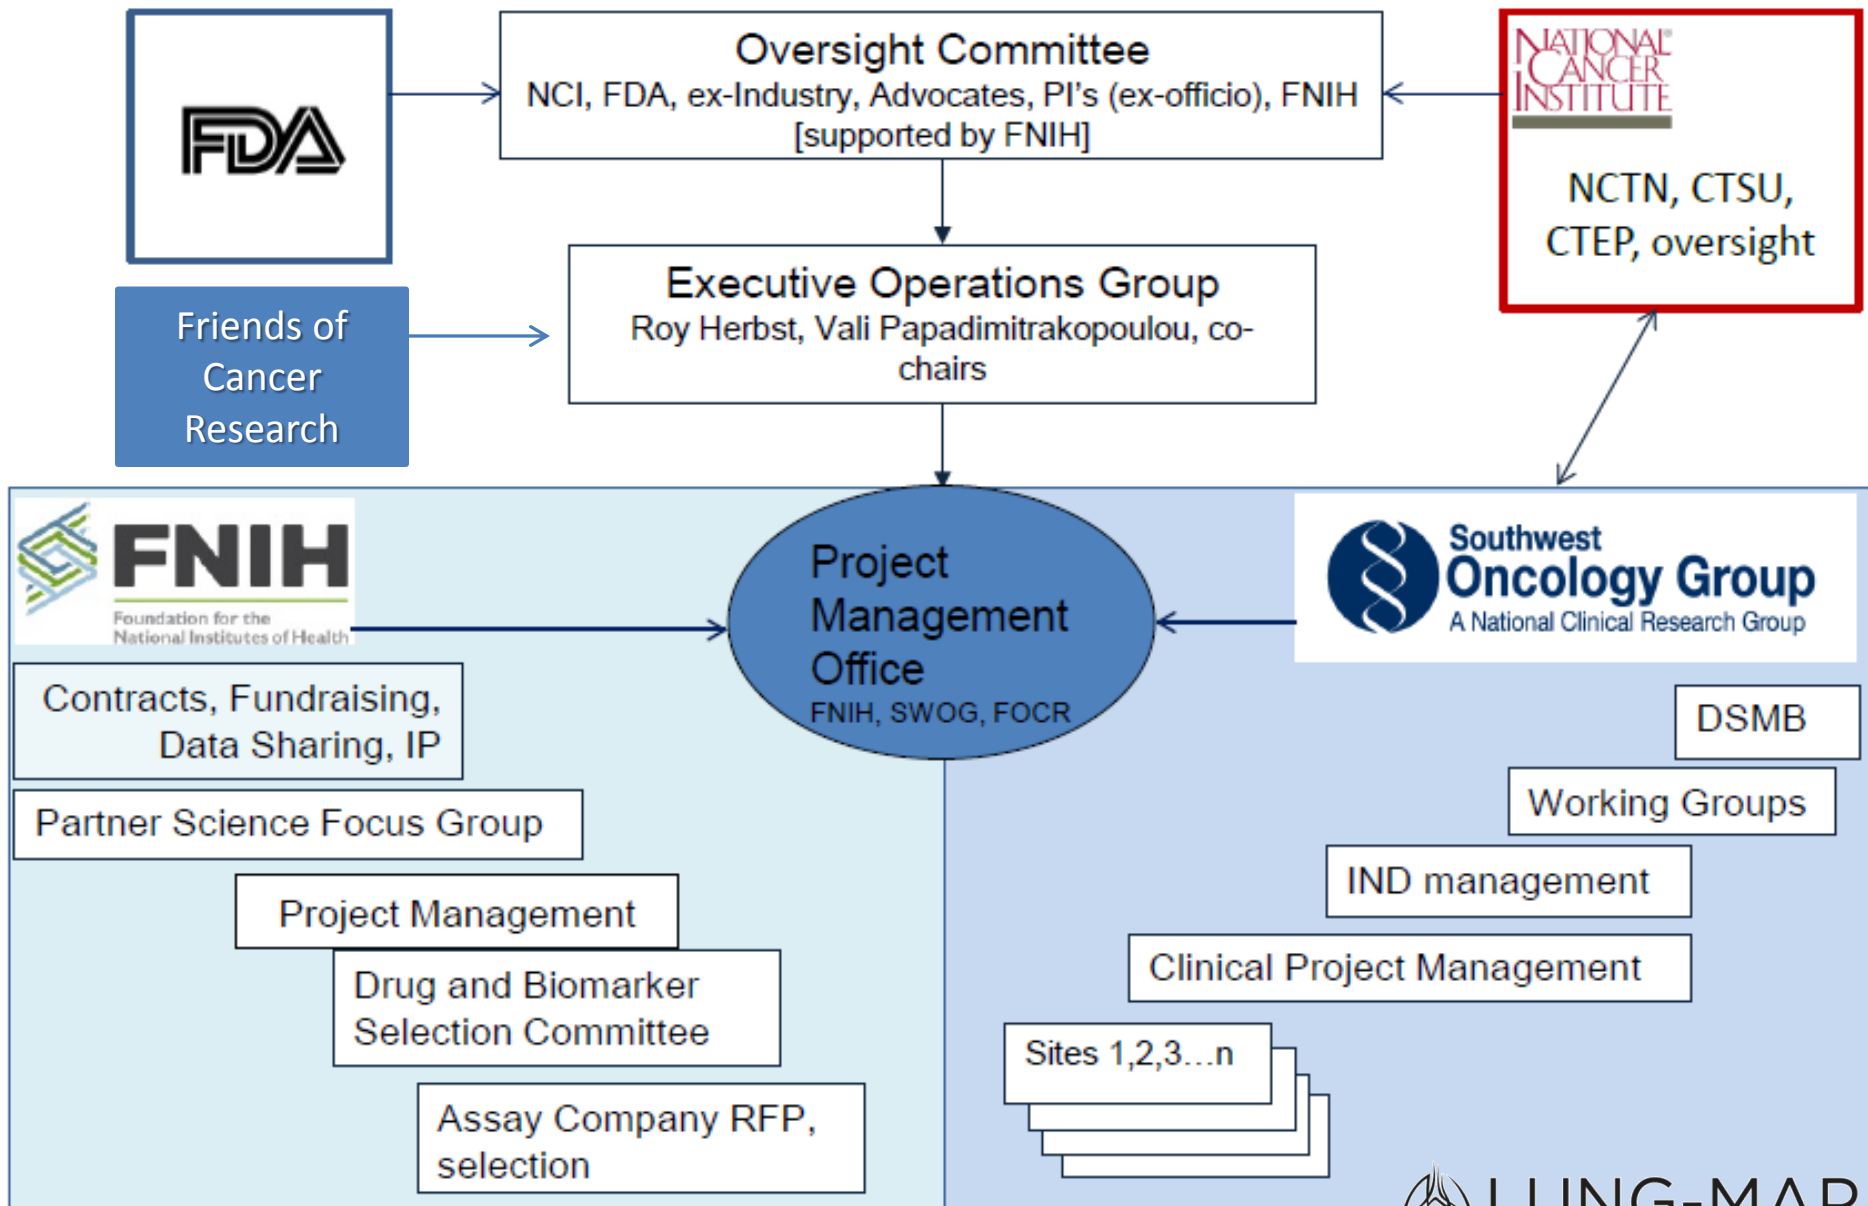 FDA
Oversight Committee
NCI, FDA, ex-Industry, Advocates, PI's (ex-officio), FNIH
[supported by FNIH]
NATIONAL®
CANCER
INSTITUTE
NCTN, CTSU,
CTEP, oversight
Friends of
Cancer
Research
Executive Operations Group
Roy Herbst, Vali Papadimitrakopoulou, co-
chairs
FNIH
Foundation for the
National Institutes of Health
Project
Management
Office
FNIH, SWOG, FOCR
Southwest
Oncology Group
A National Clinical Research Group
Contracts, Fundraising,
Data Sharing, IP
Partner Science Focus Group
Project Management
Drug and Biomarker
Selection Committee
Assay Company RFP,
selection
DSMB
Working Groups
IND management
Clinical Project Management
Sites 1,2,3...n
LUNG-MAP